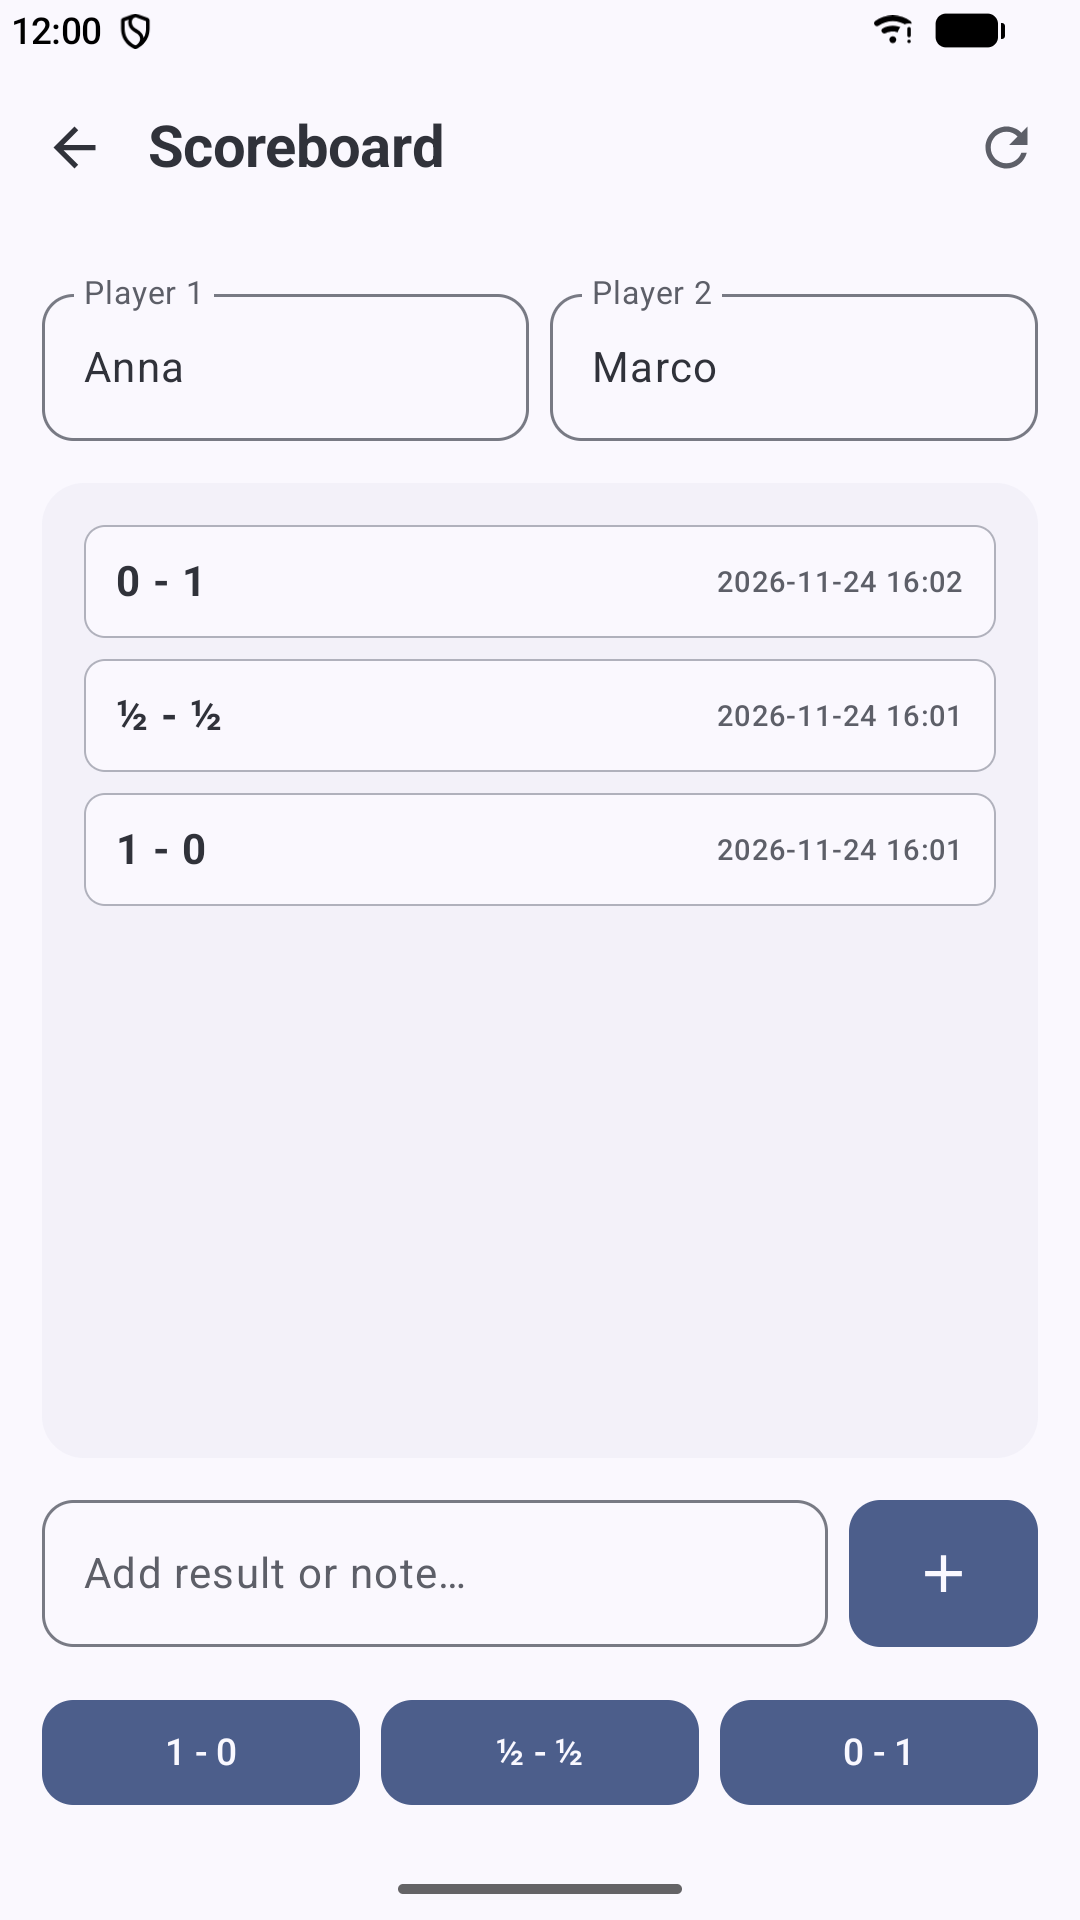 12:00
Scoreboard
Player 1
Player 2
Anna
Marco
0 - 1
2026-11-24 16:02
½ - ½
2026-11-24 16:01
1 - 0
2026-11-24 16:01
Add result or note…
1 - 0
½ - ½
0 - 1